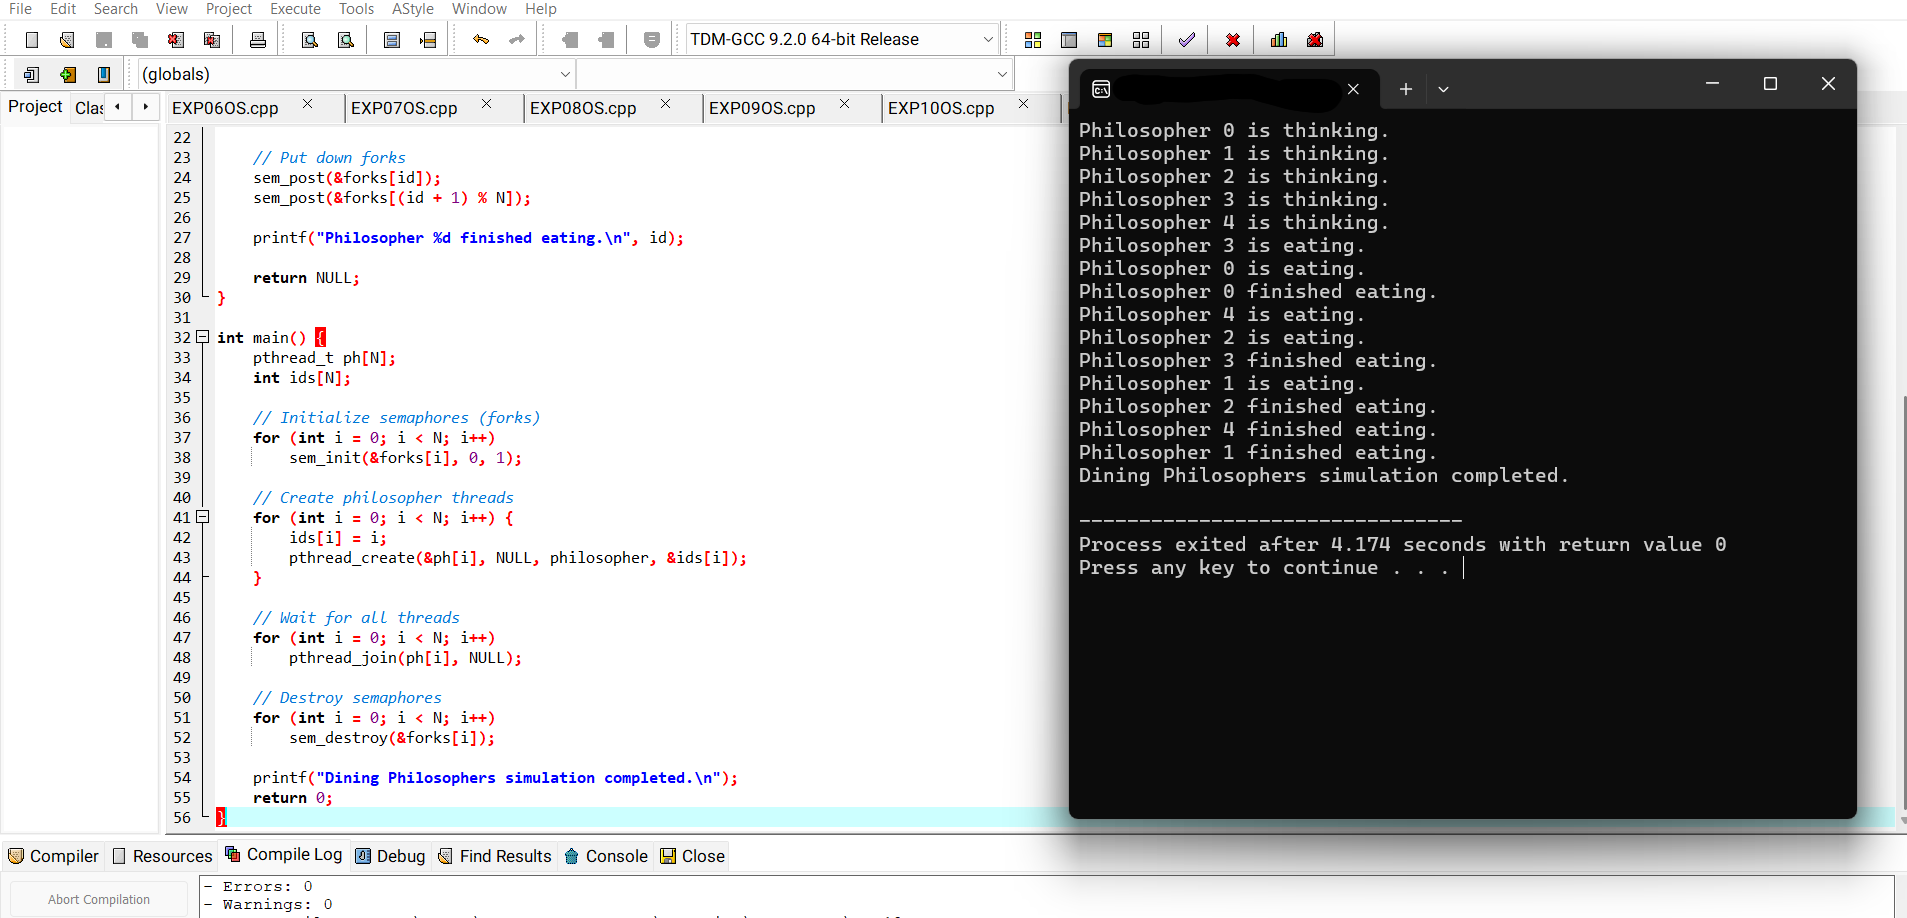 File Edit Search View Project Execute Tools AStyle Window Help
TDM-GCC 9.2.0 64-bit Release
(globals)
Project Clas
EXP06OS.cpp EXP07OS.cpp EXP08OS.cpp EXP09OS.cpp EXP10OS.cpp
22
23 // Put down forks
24 sem_post(&forks[id]);
25 sem_post(&forks[(id + 1) % N]);
26
27 printf("Philosopher %d finished eating.\n", id);
28
29 return NULL;
30 }
31
32 int main() {
33 pthread_t ph[N];
34 int ids[N];
35
36 // Initialize semaphores (forks)
37 for (int i = 0; i < N; i++)
38 sem_init(&forks[i], 0, 1);
39
40 // Create philosopher threads
41 for (int i = 0; i < N; i++) {
42 ids[i] = i;
43 pthread_create(&ph[i], NULL, philosopher, &ids[i]);
44 }
45
46 // Wait for all threads
47 for (int i = 0; i < N; i++)
48 pthread_join(ph[i], NULL);
49
50 // Destroy semaphores
51 for (int i = 0; i < N; i++)
52 sem_destroy(&forks[i]);
53
54 printf("Dining Philosophers simulation completed.\n");
55 return 0;
56 }
C:\
Philosopher 0 is thinking.
Philosopher 1 is thinking.
Philosopher 2 is thinking.
Philosopher 3 is thinking.
Philosopher 4 is thinking.
Philosopher 3 is eating.
Philosopher 0 is eating.
Philosopher 0 finished eating.
Philosopher 4 is eating.
Philosopher 2 is eating.
Philosopher 3 finished eating.
Philosopher 1 is eating.
Philosopher 2 finished eating.
Philosopher 4 finished eating.
Philosopher 1 finished eating.
Dining Philosophers simulation completed.
--------------------------------
Process exited after 4.174 seconds with return value 0
Press any key to continue . . .
Compiler Resources Compile Log Debug Find Results Console Close
Abort Compilation
- Errors: 0
- Warnings: 0